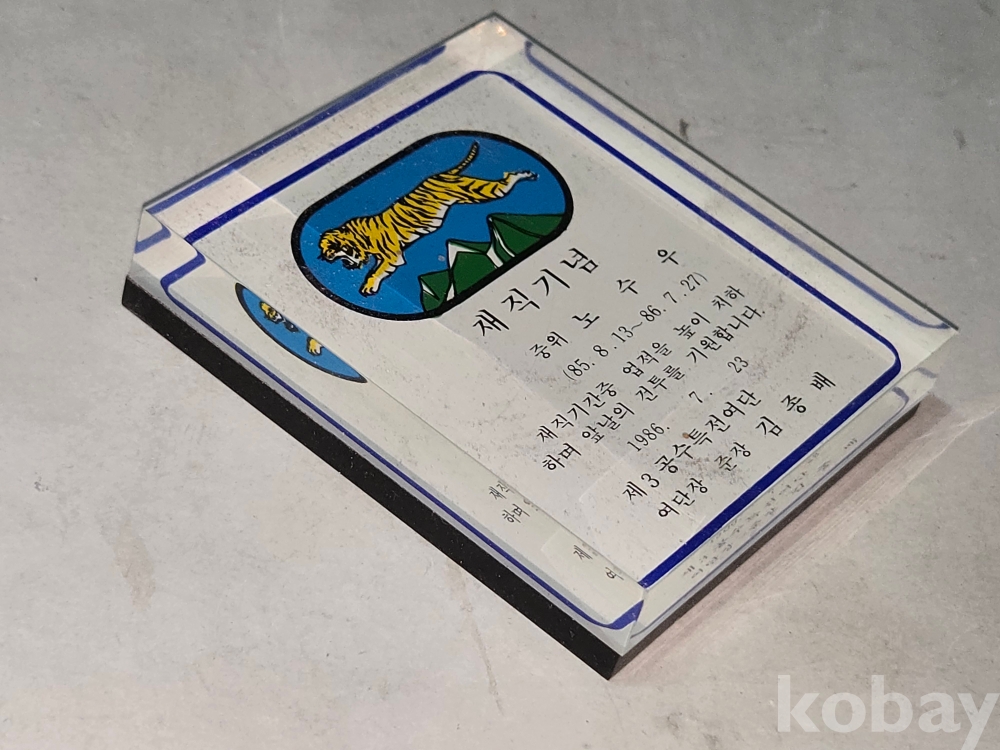 재직기념
중위 노 수 우
(85. 8. 13~86. 7. 27)
재직기간중 업적을 높이 치하
하며 앞날의 건투를 기원합니다.
1986. 7. 23
제3공수특전여단
여단장 준장 김 종 배
kobay